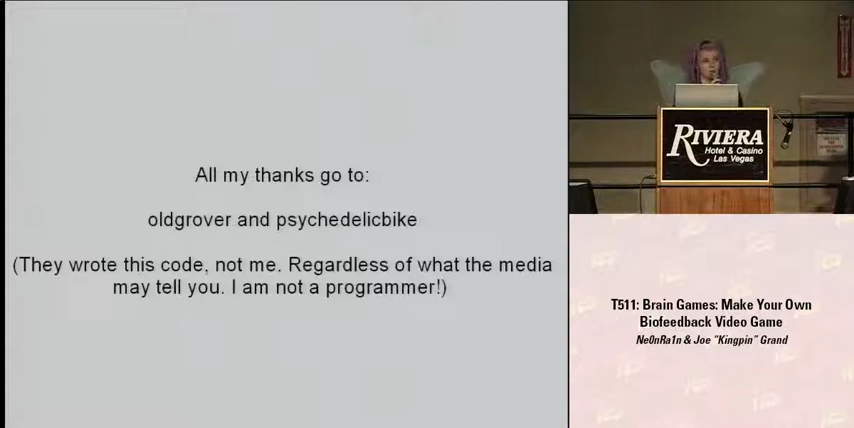 All my thanks go to:
oldgrover and psychedelicbike
(They wrote this code, not me. Regardless of what the media
may tell you. I am not a programmer!)
RIVIERA
Hotel & Casino
Las Vegas
T511: Brain Games: Make Your Own
Biofeedback Video Game
Ne0nRa1n & Joe "Kingpin" Grand